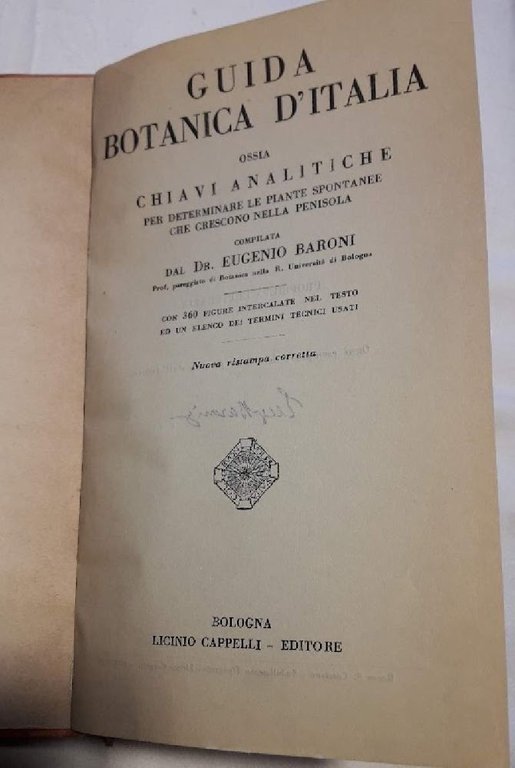 GUIDA
BOTANICA D'ITALIA
OSSIA
CHIAVI ANALITICHE
PER DETERMINARE LE PIANTE SPONTANEE
CHE CRESCONO NELLA PENISOLA
COMPILATA
DAL DR. EUGENIO BARONI
Prof. pareggiato di Botanica nella R. Università di Bologna
CON 360 FIGURE INTERCALATE NEL TESTO
ED UN ELENCO DEI TERMINI TECNICI USATI
Nuova ristampa corretta
BOLOGNA
LICINIO CAPPELLI - EDITORE